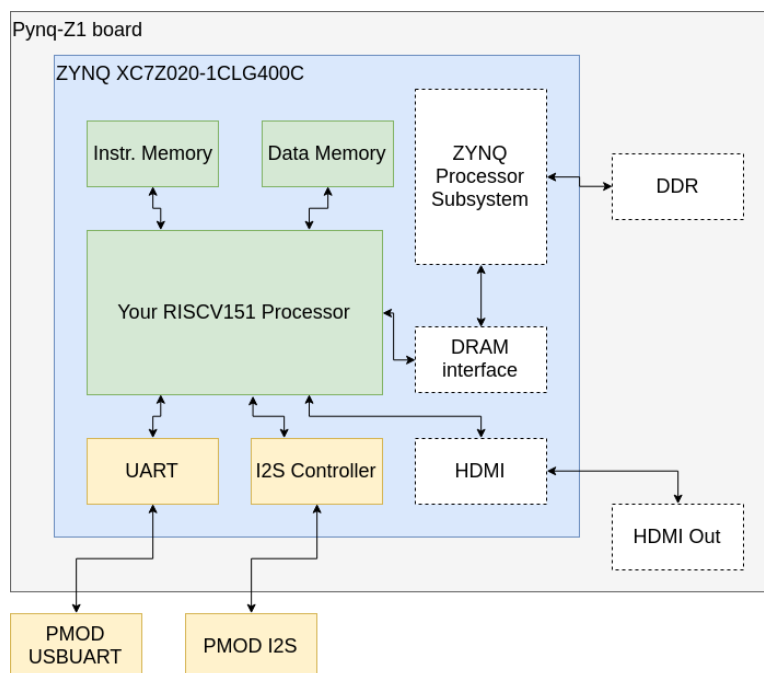 Pynq-Z1 board
ZYNQ XC7Z020-1CLG400C
Instr. Memory
Data Memory
ZYNQ
Processor
Subsystem
DDR
Your RISCV151 Processor
DRAM
interface
UART
I2S Controller
HDMI
HDMI Out
PMOD
USBUART
PMOD I2S